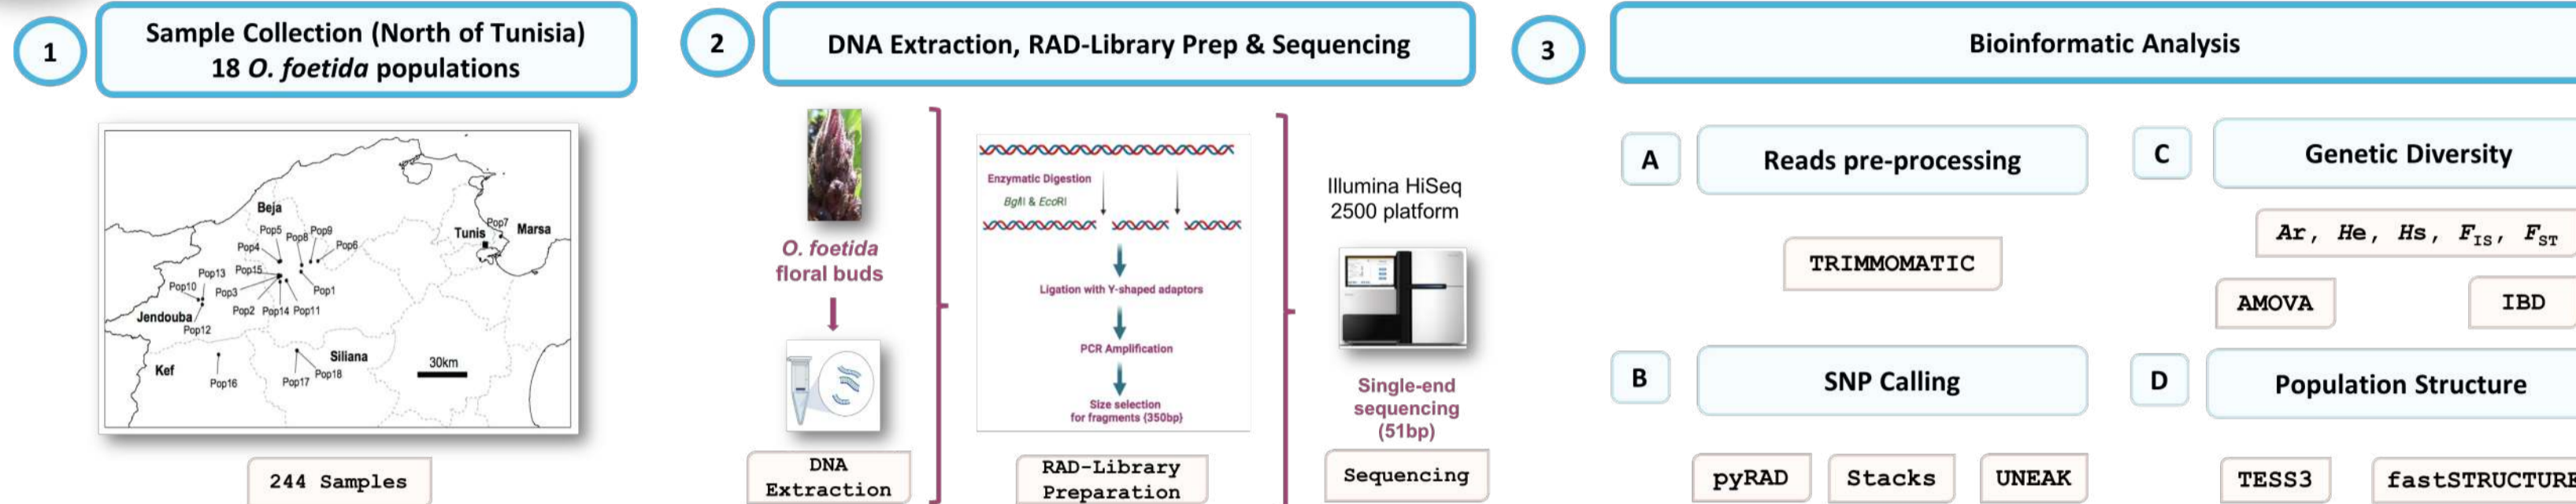 1
Sample Collection (North of Tunisia)
18 O. foetida populations
Beja
Pop5
Pop8
Pop9
Pop4
Pop6
Pop7
Tunis
Marsa
Pop13
Pop15
Pop10
Pop3
Pop1
Pop2
Pop14
Pop11
Jendouba
Pop12
Siliana
30km
Kef
Pop16
Pop17
Pop18
244 Samples
2
DNA Extraction, RAD-Library Prep & Sequencing
O. foetida
floral buds
DNA
Extraction
Enzymatic Digestion
BglII & EcoRI
Ligation with Y-shaped adaptors
PCR Amplification
Size selection
for fragments (350bp)
RAD-Library
Preparation
Illumina HiSeq
2500 platform
Single-end
sequencing
(51bp)
Sequencing
3
Bioinformatic Analysis
A
Reads pre-processing
TRIMMOMATIC
B
SNP Calling
pyRAD
Stacks
UNEAK
C
Genetic Diversity
Ar, He, Hs, FIS, FST
AMOVA
IBD
D
Population Structure
TESS3
fastSTRUCTURE